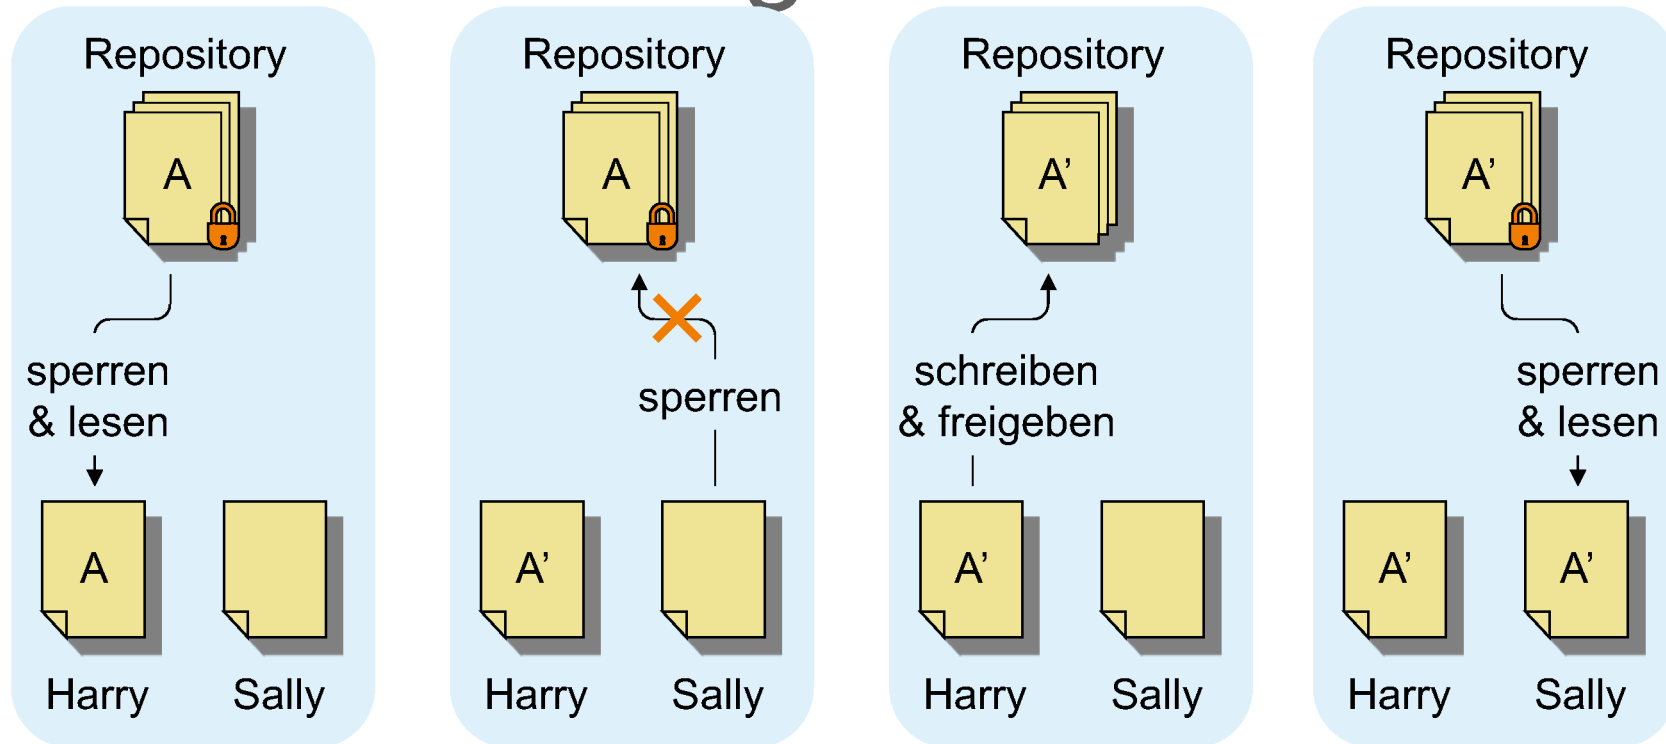 Repository
A
sperren
& lesen
A
Harry
Sally
Repository
A
sperren
A’
Harry
Sally
Repository
A’
schreiben
& freigeben
A’
Harry
Sally
Repository
A’
sperren
& lesen
A’
A’
Harry
Sally